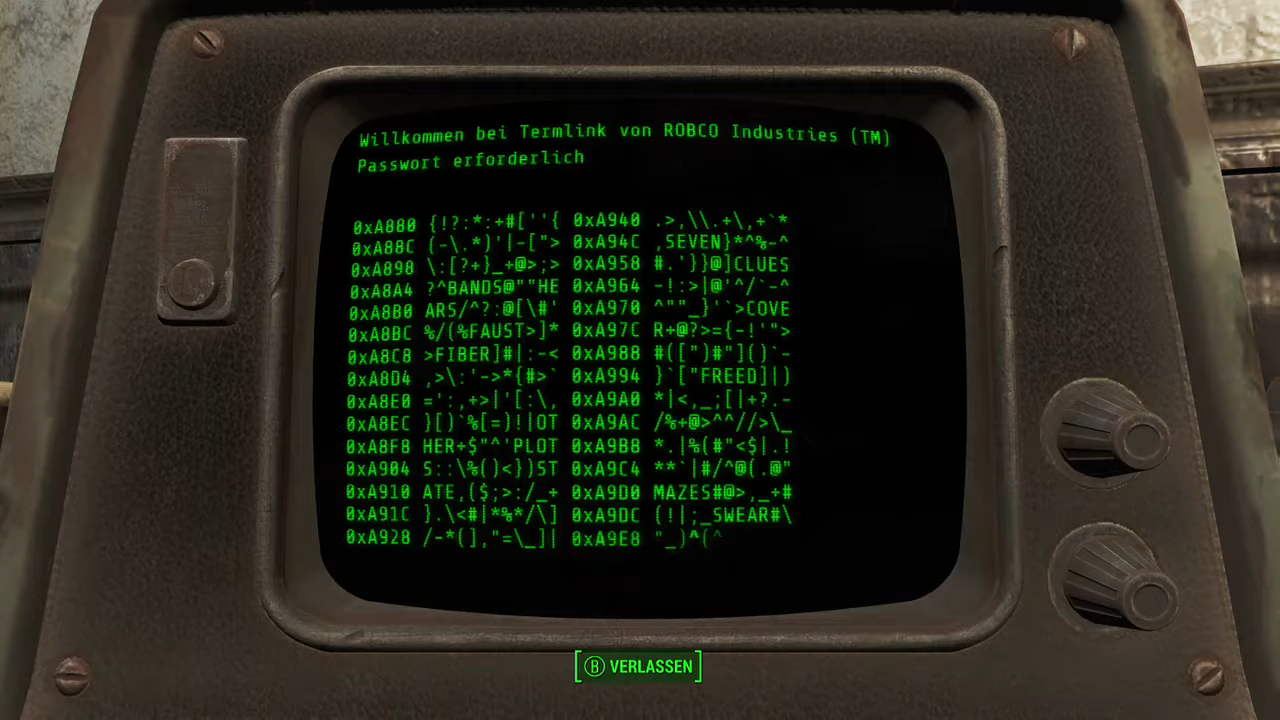 Willkommen bei Termlink von ROBCO Industries (TM)
Passwort erforderlich
0xA880 {!?:*:+#[''{ 0xA940 .>,\\.+\,+`*
0xA88C (-\.*)'|-["> 0xA94C ,SEVEN}*^%-^
0xA898 \:[?+}_+@>;> 0xA958 #.'}}@]CLUES
0xA8A4 ?^BANDS@""HE 0xA964 -!:>|@'^/`-^
0xA8B0 ARS/^?:@[\#' 0xA970 ^""_}'`>COVE
0xA8BC %/(%FAUST>]* 0xA97C R+@?>={-!'">
0xA8C8 >FIBER]#|:-< 0xA988 #([")#"]()`-
0xA8D4 ,>\:'->*{#>` 0xA994 }`["FREED]|)
0xA8E0 =':,+>|'[:\, 0xA9A0 *|<,_;[|+?.-
0xA8EC }[)`%[=)!|OT 0xA9AC /%+@>^^//>\_
0xA8F8 HER+$"^'PLOT 0xA9B8 *.|%(#"<$|.!
0xA904 S::\%()<})ST 0xA9C4 **`|#/^@(.@"
0xA910 ATE,($;>:/_+ 0xA9D0 MAZES#@>,_+#
0xA91C }.\<#|*%*/\] 0xA9DC (!|;_SWEAR#\
0xA928 /-*(],"=\_]| 0xA9E8 "_)^(^
[Ⓑ VERLASSEN]